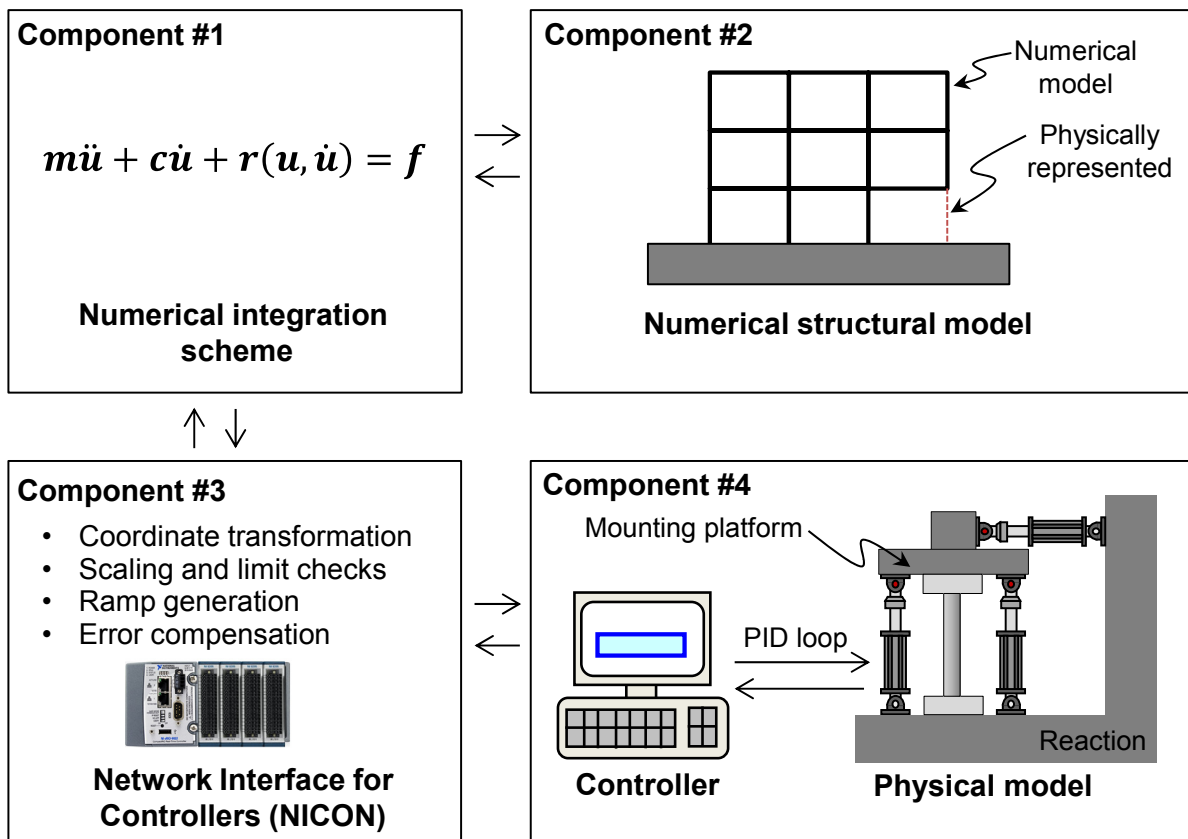 Component #1
mü + cu̇ + r(u, u̇) = f
Numerical integration
scheme
Component #2
Numerical
model
Physically
represented
Numerical structural model
Component #3
• Coordinate transformation
• Scaling and limit checks
• Ramp generation
• Error compensation
Network Interface for
Controllers (NICON)
Component #4
Mounting platform
PID loop
Controller
Reaction
Physical model